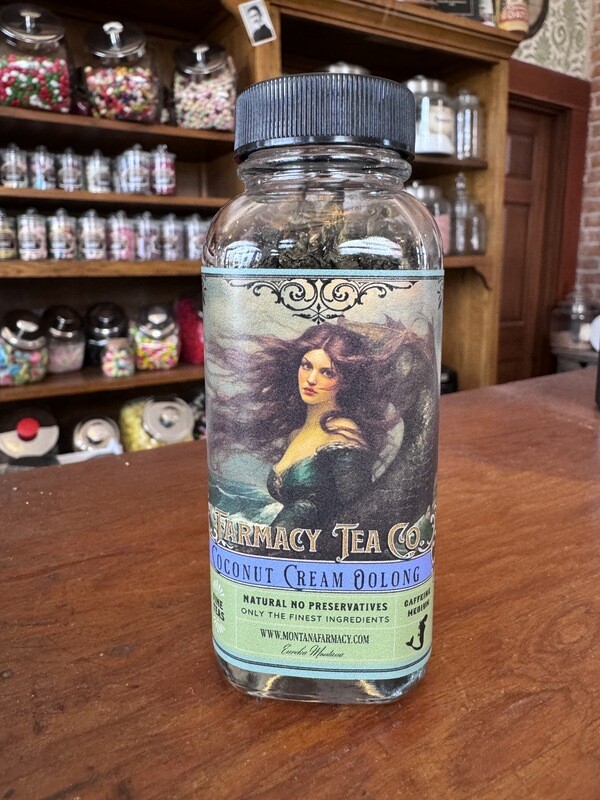 FARMACY TEA CO.
COCONUT CREAM OOLONG
NATURAL NO PRESERVATIVES
ONLY THE FINEST INGREDIENTS
CAFFEINE
MEDIUM
WWW.MONTANAFARMACY.COM
Eureka Montana